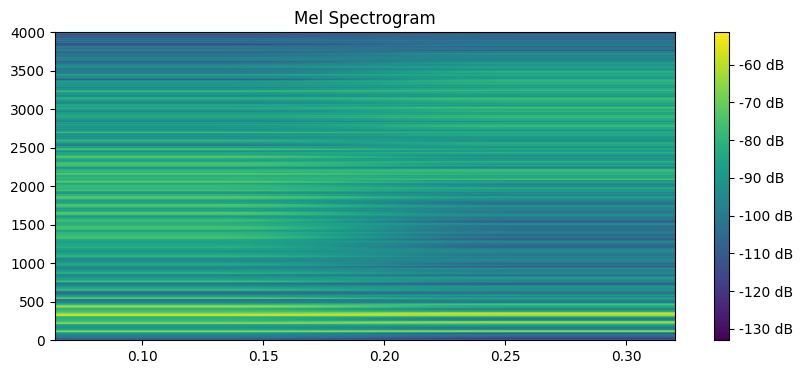 Mel Spectrogram
4000
3500
3000
2500
2000
1500
1000
500
0
0.10 0.15 0.20 0.25 0.30
-60 dB
-70 dB
-80 dB
-90 dB
-100 dB
-110 dB
-120 dB
-130 dB